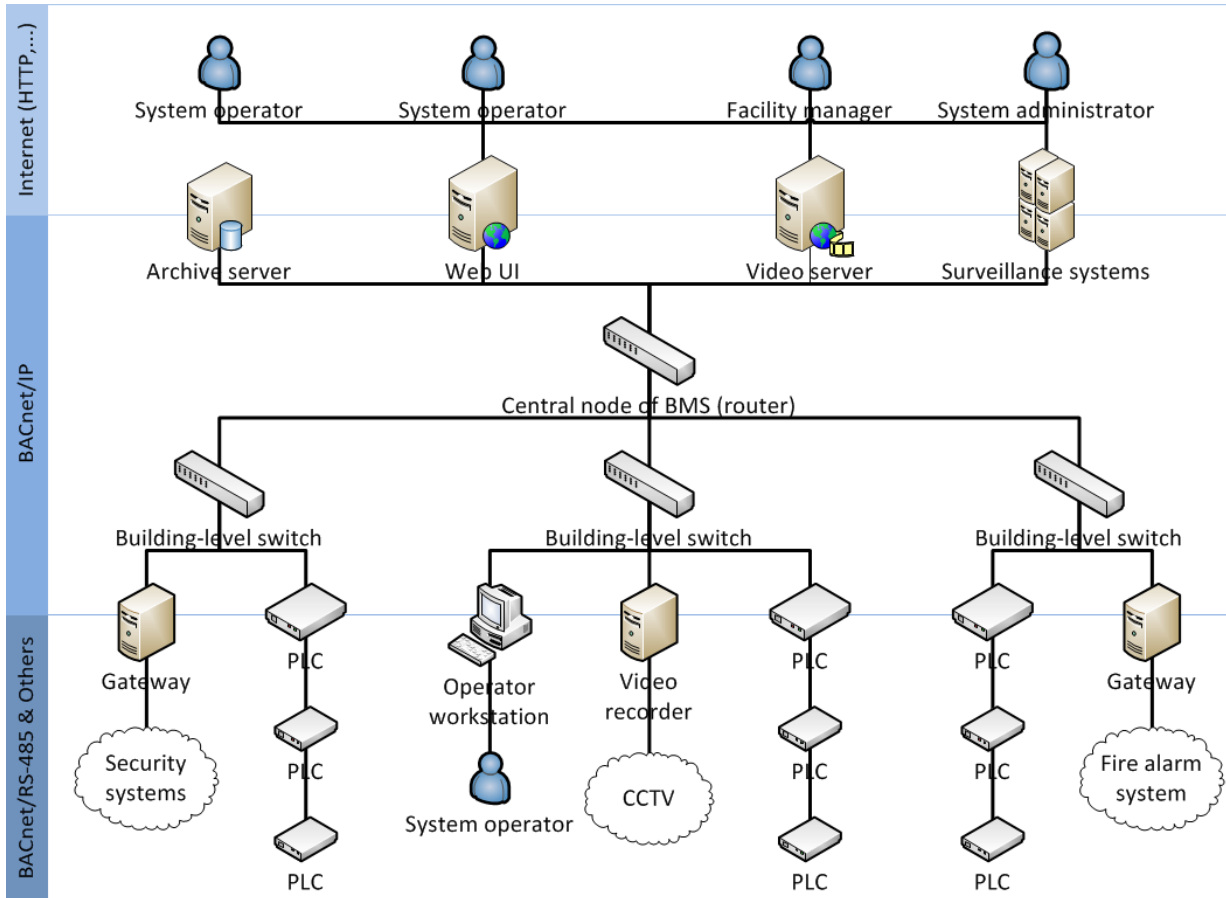 Internet (HTTP,...)
System operator
System operator
Facility manager
System administrator
Archive server
Web UI
Video server
Surveillance systems
BACnet/IP
Central node of BMS (router)
Building-level switch
Building-level switch
Building-level switch
BACnet/RS-485 & Others
Gateway
PLC
Operator
workstation
Video
recorder
PLC
PLC
Gateway
Security
systems
PLC
System operator
CCTV
PLC
PLC
Fire alarm
system
PLC
PLC
PLC